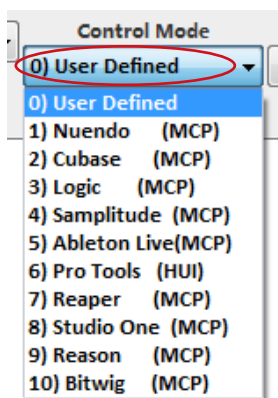 Control Mode
0) User Defined
0) User Defined
1) Nuendo (MCP)
2) Cubase (MCP)
3) Logic (MCP)
4) Samplitude (MCP)
5) Ableton Live(MCP)
6) Pro Tools (HUI)
7) Reaper (MCP)
8) Studio One (MCP)
9) Reason (MCP)
10) Bitwig (MCP)